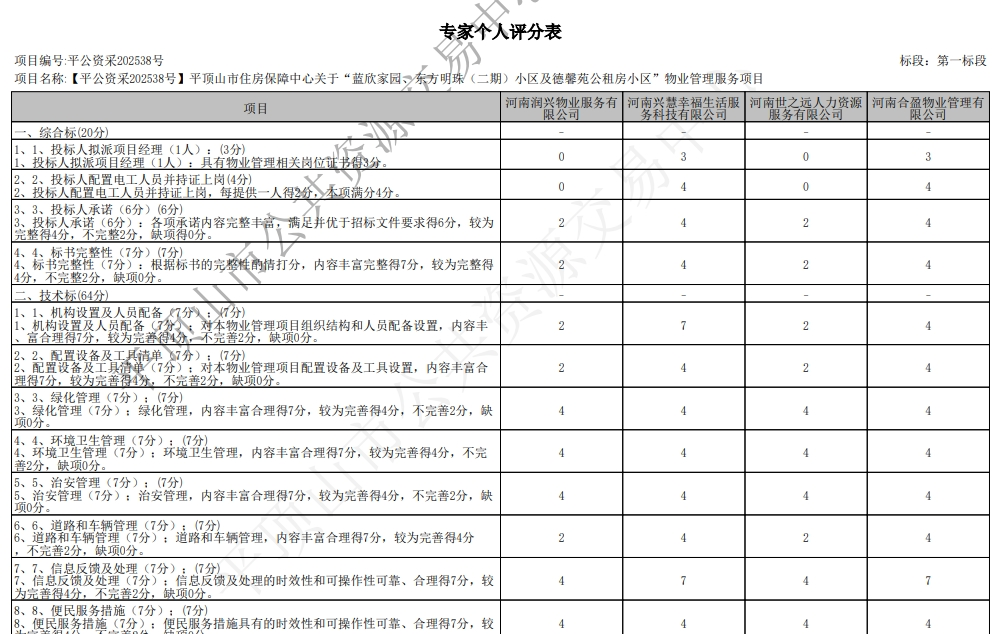 专家个人评分表
项目编号:平公资采202538号
标段: 第一标段
项目名称:【平公资采202538号】平顶山市住房保障中心关于“蓝欣家园、东方明珠（二期）小区及德馨苑公租房小区”物业管理服务项目
项目
河南润兴物业服务有
限公司
河南兴慧幸福生活服
务科技有限公司
河南世之远人力资源
服务有限公司
河南合盈物业管理有
限公司
一、综合标(20分)
- - - -
1、1、投标人拟派项目经理（1人）：(3分)
1、投标人拟派项目经理（1人）: 具有物业管理相关岗位证书得3分。
0 3 0 3
2、2、投标人配置电工人员并持证上岗(4分)
2、投标人配置电工人员并持证上岗, 每提供一人得2分, 本项满分4分。
0 4 0 4
3、3、投标人承诺（6分）(6分)
3、投标人承诺（6分）: 各项承诺内容完整丰富, 满足并优于招标文件要求得6分, 较为
完整得4分, 不完整2分, 缺项得0分。
2 4 2 4
4、4、标书完整性（7分）(7分)
4、标书完整性（7分）: 根据标书的完整性酌情打分, 内容丰富完整得7分, 较为完整得
4分, 不完整2分, 缺项0分。
2 4 2 4
二、技术标(64分)
- - - -
1、1、机构设置及人员配备（7分）; (7分)
1、机构设置及人员配备（7分）: 对本物业管理项目组织结构和人员配备设置, 内容丰
、富合理得7分, 较为完善得4分, 不完善2分, 缺项0分。
2 7 2 4
2、2、配置设备及工具清单（7分）; (7分)
2、配置设备及工具清单（7分）: 对本物业管理项目配置设备及工具设置, 内容丰富合
理得7分, 较为完善得4分, 不完善2分, 缺项0分。
2 4 2 4
3、3、绿化管理（7分）; (7分)
3、绿化管理（7分）: 绿化管理, 内容丰富合理得7分, 较为完善得4分, 不完善2分, 缺
项0分。
4 4 4 4
4、4、环境卫生管理（7分）; (7分)
4、环境卫生管理（7分）: 环境卫生管理, 内容丰富合理得7分, 较为完善得4分, 不完
善2分, 缺项0分。
4 4 4 4
5、5、治安管理（7分）; (7分)
5、治安管理（7分）: 治安管理, 内容丰富合理得7分, 较为完善得4分, 不完善2分, 缺
项0分。
4 4 4 4
6、6、道路和车辆管理（7分）; (7分)
6、道路和车辆管理（7分）: 道路和车辆管理, 内容丰富合理得7分, 较为完善得4分
, 不完善2分, 缺项0分。
2 4 2 4
7、7、信息反馈及处理（7分）; (7分)
7、信息反馈及处理（7分）: 信息反馈及处理的时效性和可操作性可靠、合理得7分, 较
为完善得4分, 不完善2分, 缺项0分。
4 7 4 7
8、8、便民服务措施（7分）; (7分)
8、便民服务措施（7分）: 便民服务措施具有的时效性和可操作性可靠、合理得7分, 较
为完善得4分, 不完善2分, 缺项0分。
4 4 4 4
平顶山市公共资源交易中心
平顶山市公共资源交易中